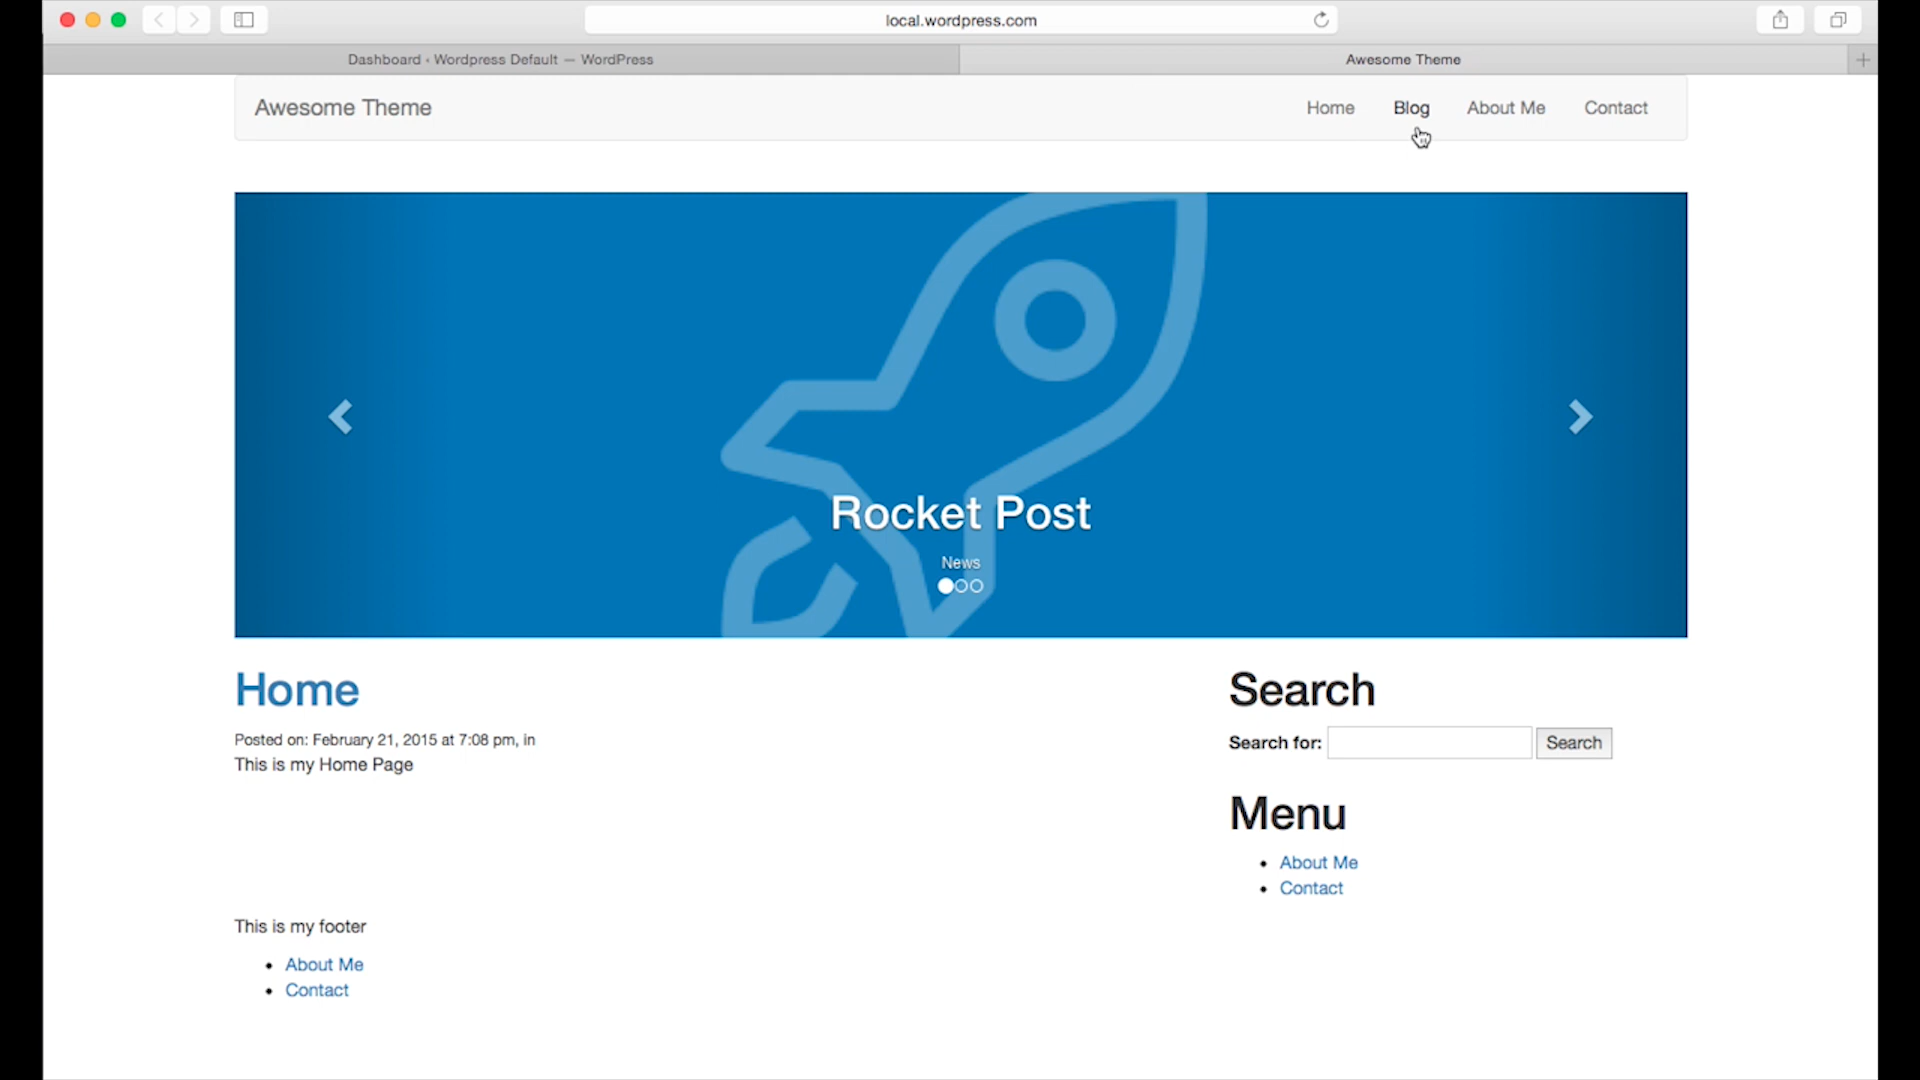 local.wordpress.com
Dashboard ‹ Wordpress Default — WordPress
Awesome Theme
Awesome Theme
Home
Blog
About Me
Contact
Rocket Post
News
Home
Posted on: February 21, 2015 at 7:08 pm, in
This is my Home Page
Search
Search for:
Search
Menu
About Me
Contact
This is my footer
About Me
Contact